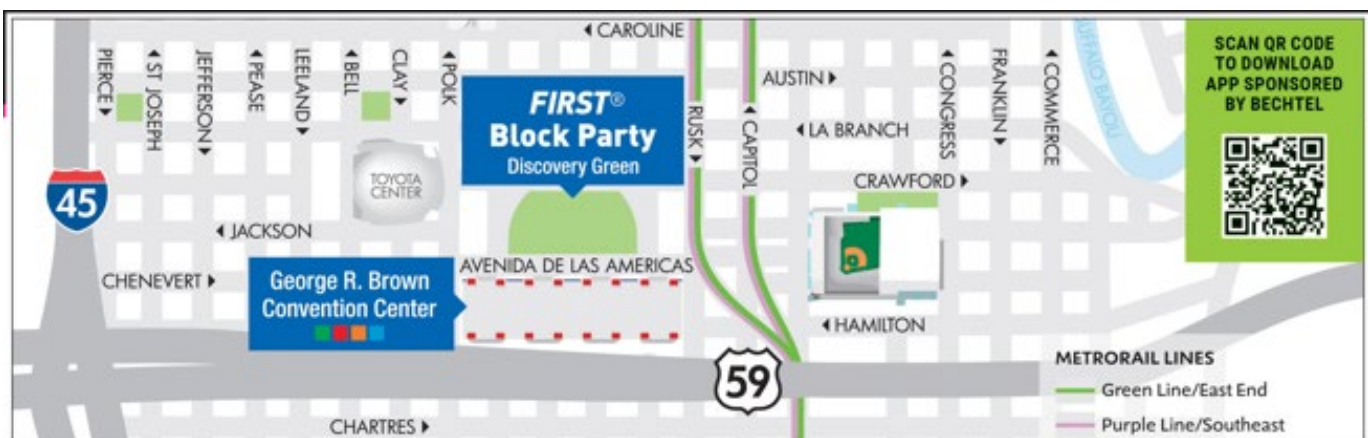 ◄ CAROLINE
PIERCE ►
◄ ST JOSEPH
JEFFERSON ►
◄ PEASE
LEELAND ►
◄ BELL
CLAY ►
◄ POLK
FIRST®
Block Party
Discovery Green
RUSK ►
◄ CAPITOL
AUSTIN ►
◄ LA BRANCH
◄ CONGRESS
FRANKLIN ►
◄ COMMERCE
BUFFALO BAYOU
SCAN QR CODE
TO DOWNLOAD
APP SPONSORED
BY BECHTEL
TOYOTA
CENTER
CRAWFORD ►
45
◄ JACKSON
CHENEVERT ►
George R. Brown
Convention Center
AVENIDA DE LAS AMERICAS
◄ HAMILTON
59
METRORAIL LINES
Green Line/East End
Purple Line/Southeast
CHARTRES ►